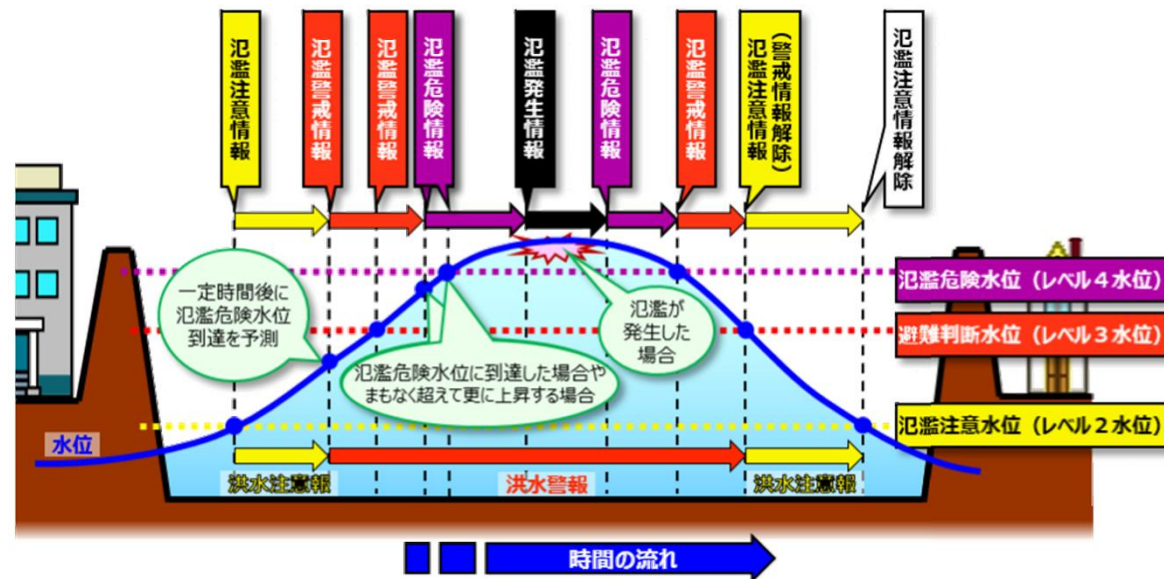 氾濫注意情報
氾濫警戒情報
氾濫警戒情報
氾濫危険情報
氾濫発生情報
氾濫危険情報
氾濫警戒情報
(警戒情報解除)
氾濫注意情報
氾濫注意情報解除
一定時間後に
氾濫危険水位
到達を予測
氾濫危険水位に到達した場合や
まもなく超えて更に上昇する場合
氾濫が
発生した
場合
氾濫危険水位(レベル4水位)
避難判断水位(レベル3水位)
氾濫注意水位(レベル2水位)
水位
洪水注意報
洪水警報
洪水注意報
時間の流れ